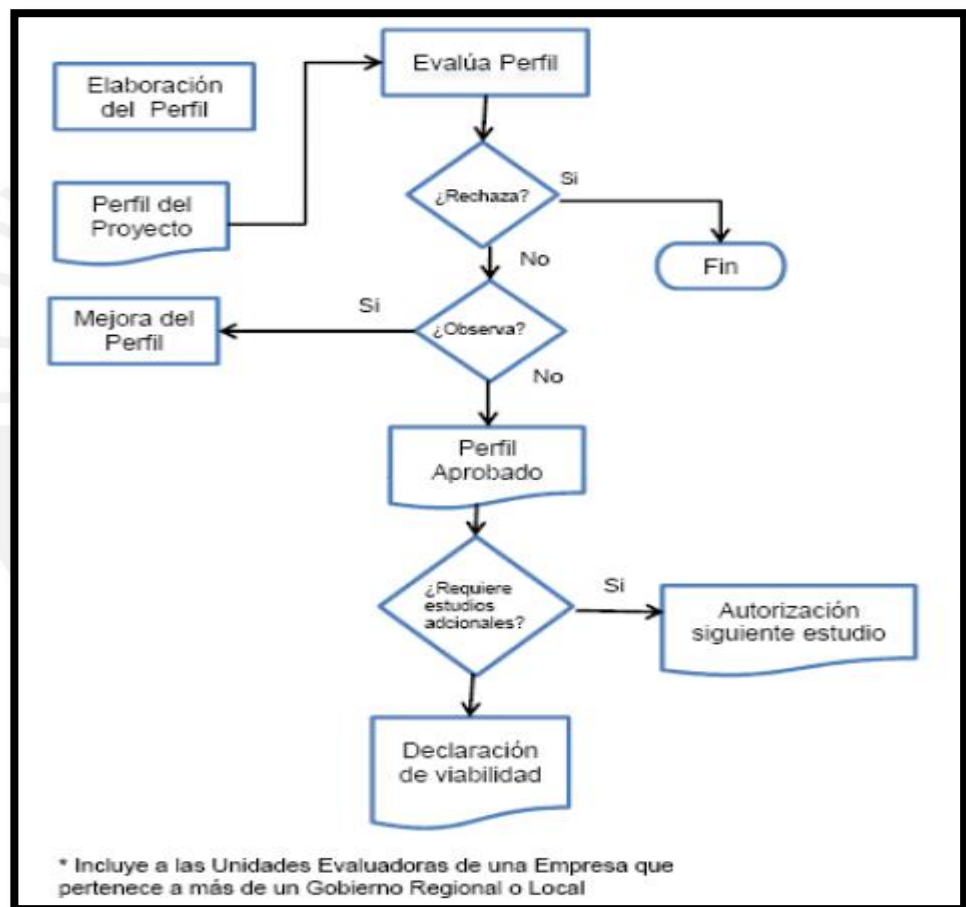 Evalúa Perfil
Elaboración
del Perfil
¿Rechaza?
Si
Perfil del
Proyecto
No
Fin
Mejora del
Perfil
Si
¿Observa?
No
Perfil
Aprobado
¿Requiere
estudios
adcionales?
Si
Autorización
siguiente estudio
Declaración
de viabilidad
* Incluye a las Unidades Evaluadoras de una Empresa que
pertenece a más de un Gobierno Regional o Local